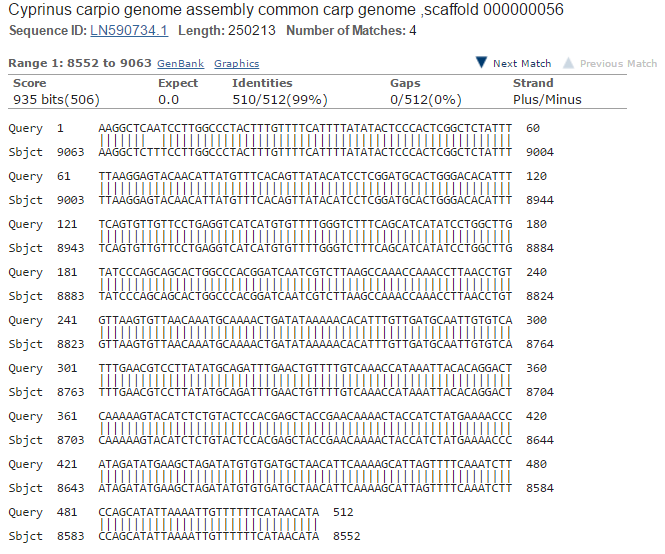 Cyprinus carpio genome assembly common carp genome ,scaffold 000000056
Sequence ID: LN590734.1 Length: 250213 Number of Matches: 4
Range 1: 8552 to 9063 GenBank Graphics Next Match Previous Match
Score Expect Identities Gaps Strand
935 bits(506) 0.0 510/512(99%) 0/512(0%) Plus/Minus
Query 1 AAGGCTCAATCCTTGGCCCTACTTTGTTTTCATTTTATATACTCCCACTCGGCTCTATTT 60
Sbjct 9063 AAGGCTCTTTCCTTGGCCCTACTTTGTTTTCATTTTATATACTCCCACTCGGCTCTATTT 9004
Query 61 TTAAGGAGTACAACATTATGTTTCACAGTTATACATCCTCGGATGCACTGGGACACATTT 120
Sbjct 9003 TTAAGGAGTACAACATTATGTTTCACAGTTATACATCCTCGGATGCACTGGGACACATTT 8944
Query 121 TCAGTGTTGTTCCTGAGGTCATCATGTGTTTTGGGTCTTTCAGCATCATATCCTGGCTTG 180
Sbjct 8943 TCAGTGTTGTTCCTGAGGTCATCATGTGTTTTGGGTCTTTCAGCATCATATCCTGGCTTG 8884
Query 181 TATCCCAGCAGCACTGGCCCACGGATCAATCGTCTTAAGCCAAACCAAACCTTAACCTGT 240
Sbjct 8883 TATCCCAGCAGCACTGGCCCACGGATCAATCGTCTTAAGCCAAACCAAACCTTAACCTGT 8824
Query 241 GTTAAGTGTTAACAAATGCAAAACTGATATAAAAACACATTTGTTGATGCAATTGTGTCA 300
Sbjct 8823 GTTAAGTGTTAACAAATGCAAAACTGATATAAAAACACATTTGTTGATGCAATTGTGTCA 8764
Query 301 TTTGAACGTCCTTATATGCAGATTTGAACTGTTTTGTCAAACCATAAATTACACAGGACT 360
Sbjct 8763 TTTGAACGTCCTTATATGCAGATTTGAACTGTTTTGTCAAACCATAAATTACACAGGACT 8704
Query 361 CAAAAAGTACATCTCTGTACTCCACGAGCTACCGAACAAAACTACCATCTATGAAAACCC 420
Sbjct 8703 CAAAAAGTACATCTCTGTACTCCACGAGCTACCGAACAAAACTACCATCTATGAAAACCC 8644
Query 421 ATAGATATGAAGCTAGATATGTGTGATGCTAACATTCAAAAGCATTAGTTTTCAAATCTT 480
Sbjct 8643 ATAGATATGAAGCTAGATATGTGTGATGCTAACATTCAAAAGCATTAGTTTTCAAATCTT 8584
Query 481 CCAGCATATTAAAATTGTTTTTTCATAACATA 512
Sbjct 8583 CCAGCATATTAAAATTGTTTTTTCATAACATA 8552